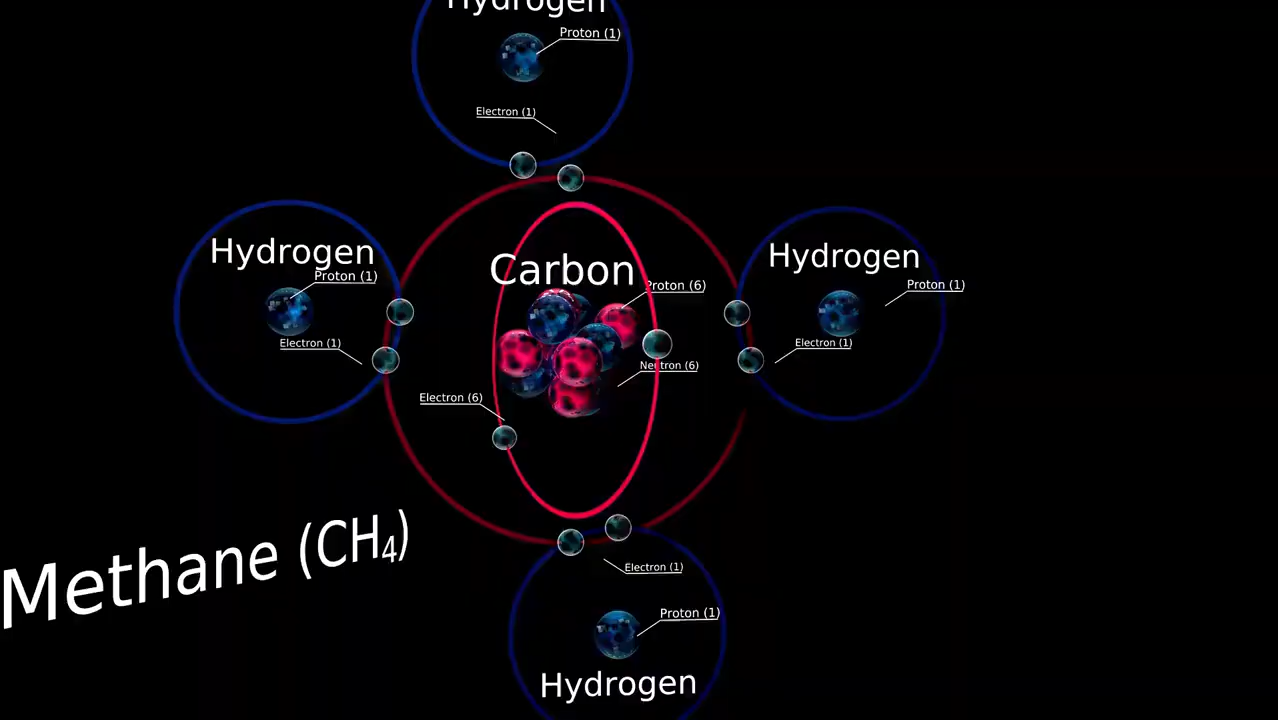 Hydrogen
Proton (1)
Electron (1)
Hydrogen
Proton (1)
Electron (1)
Carbon
Proton (6)
Neutron (6)
Electron (6)
Hydrogen
Proton (1)
Electron (1)
Methane (CH₄)
Electron (1)
Proton (1)
Hydrogen